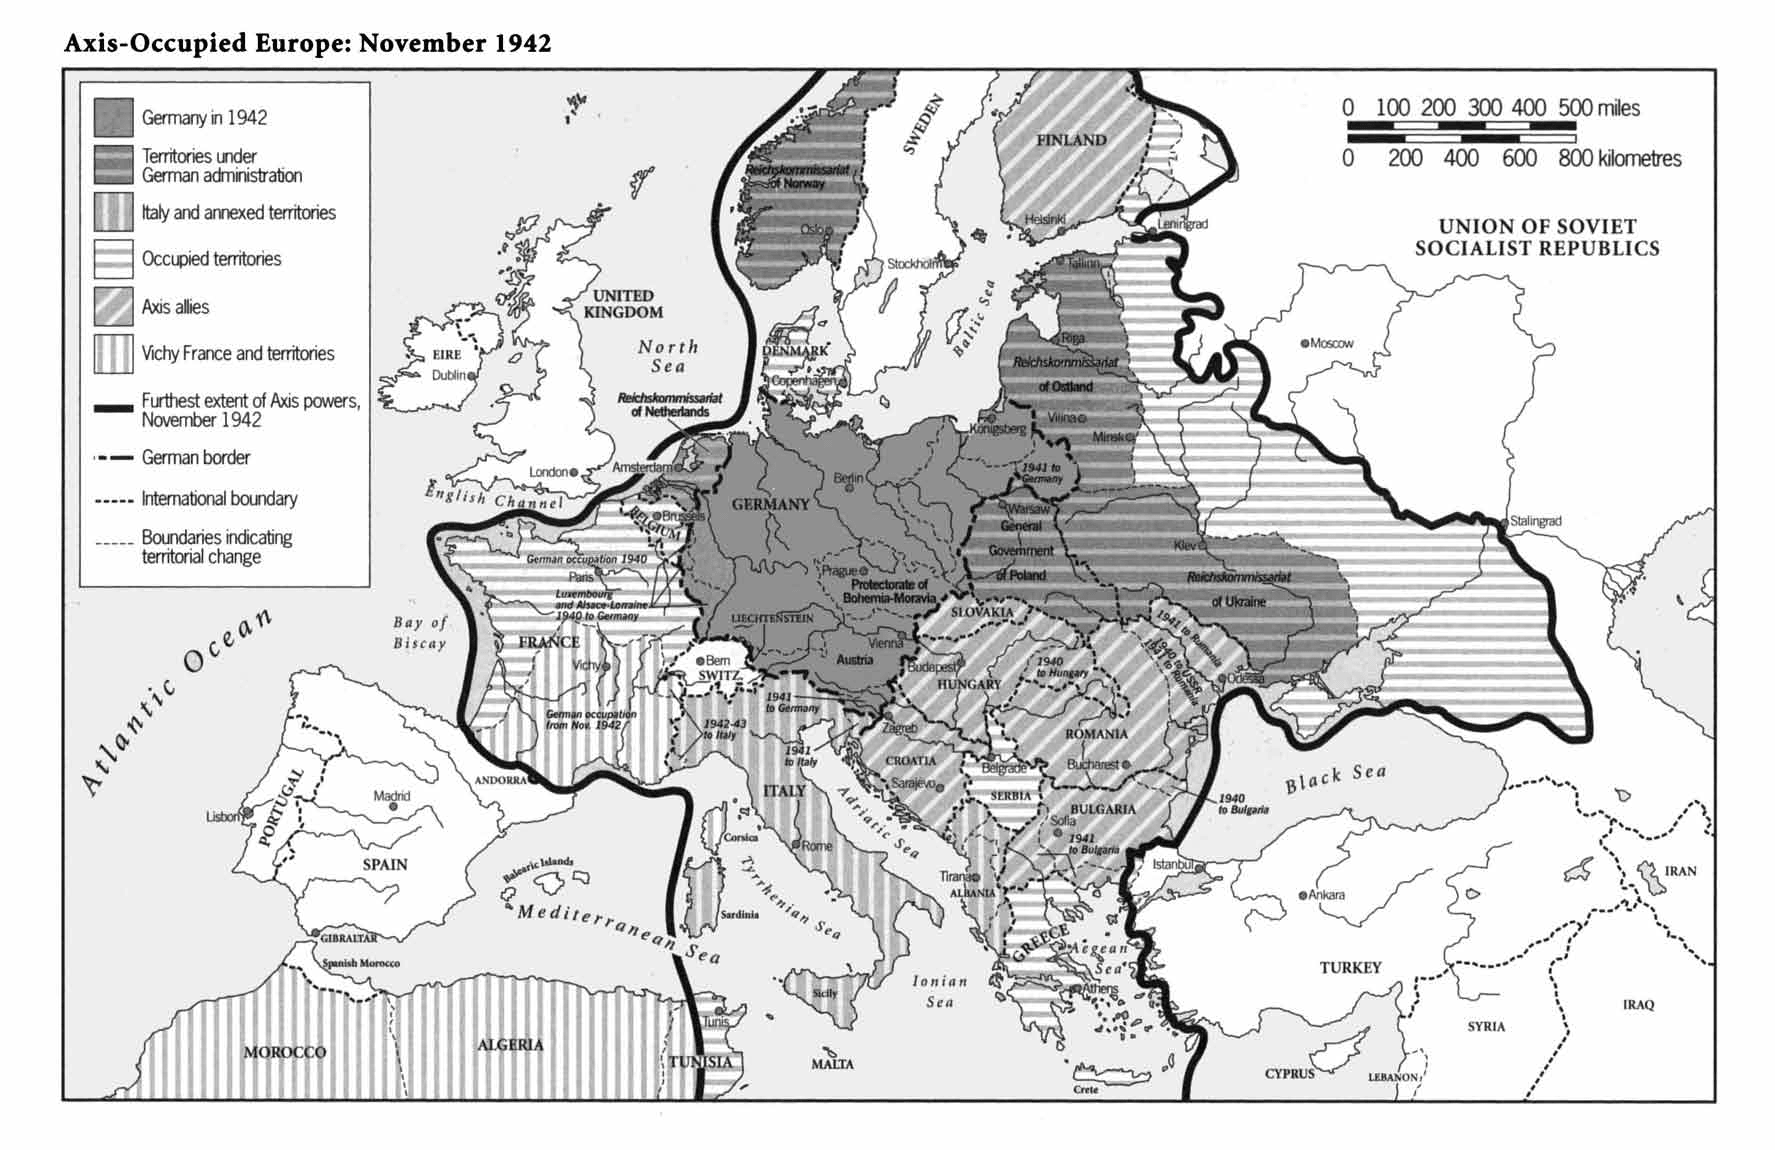 Axis-Occupied Europe: November 1942
Germany in 1942
Territories under
German administration
Italy and annexed territories
Occupied territories
Axis allies
Vichy France and territories
Furthest extent of Axis powers,
November 1942
German border
International boundary
Boundaries indicating
territorial change
0 100 200 300 400 500 miles
0 200 400 600 800 kilometres
UNION OF SOVIET
SOCIALIST REPUBLICS
SWEDEN
FINLAND
Reichskommissariat
of Norway
Oslo
Helsinki
Leningrad
Stockholm
Tallinn
Baltic Sea
UNITED
KINGDOM
North
Sea
EIRE
Dublin
DENMARK
Copenhagen
Riga
Reichskommissariat
of Ostland
Moscow
Reichskommissariat
of Netherlands
Vilina
Minsk
Königsberg
London
Amsterdam
English Channel
Berlin
1941 to
Germany
GERMANY
BELGIUM
Brussels
Warsaw
General
Government
of Poland
Stalingrad
Kiev
German occupation 1940
Paris
Luxembourg
and Alsace-Lorraine
1940 to Germany
Prague
Protectorate of
Bohemia-Moravia
Reichskommissariat
of Ukraine
Atlantic Ocean
Bay of
Biscay
LIECHTENSTEIN
SLOVAKIA
1941 to Rumania
FRANCE
Vichy
Vienna
Austria
Bern
SWITZ.
Budapest
HUNGARY
1940
to Hungary
1940 to USSR
1941 to Rumania
Odessa
German occupation
from Nov. 1942
1941
to Germany
1942-43
to Italy
Zagreb
1941
to Italy
CROATIA
ROMANIA
Bucharest
Belgrade
Sarajevo
SERBIA
Black Sea
1940
to Bulgaria
ANDORRA
Madrid
Lisbon
PORTUGAL
SPAIN
ITALY
Adriatic Sea
BULGARIA
Sofia
1941
to Bulgaria
Corsica
Rome
Tyrrhenian Sea
Balearic Islands
Mediterranean Sea
Sardinia
Tirana
ALBANIA
Istanbul
Ankara
IRAN
GIBRALTAR
Spanish Morocco
GREECE
Aegean
Sea
Athens
Ionian
Sea
Sicily
TURKEY
IRAQ
SYRIA
Tunis
MOROCCO
ALGERIA
TUNISIA
MALTA
Crete
CYPRUS
LEBANON